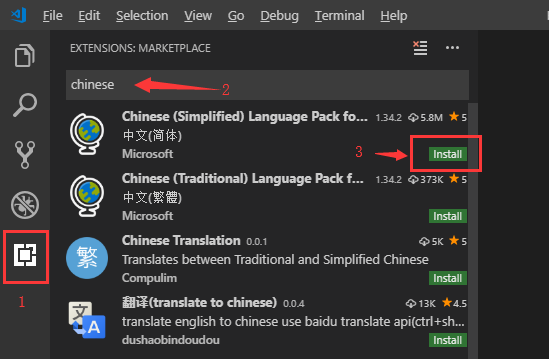 File Edit Selection View Go Debug Terminal Help
EXTENSIONS: MARKETPLACE
chinese
2
Chinese (Simplified) Language Pack fo... 1.34.2 5.8M 5
中文(简体)
Microsoft
3
Install
Chinese (Traditional) Language Pack f... 1.34.2 373K 5
中文(繁體)
Microsoft Install
繁
Chinese Translation 0.0.1 5K 5
Translates between Traditional and Simplified Chinese
Compulim Install
1
文 A
翻译(translate to chinese) 0.0.4 13K 4.5
translate english to chinese use baidu translate api(ctrl+sh...
dushaobindoudou Install